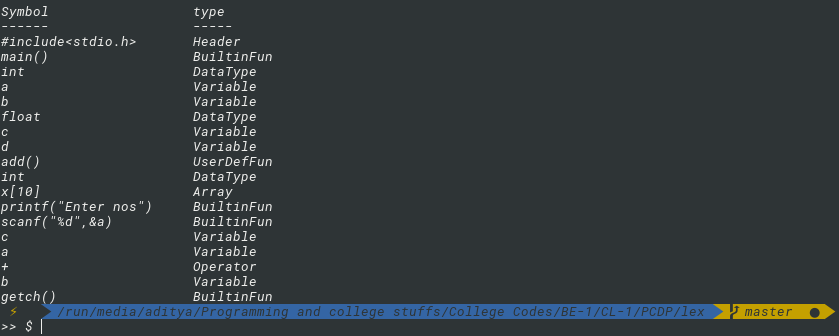 Symbol type
------ -----
#include<stdio.h> Header
main() BuiltinFun
int DataType
a Variable
b Variable
float DataType
c Variable
d Variable
add() UserDefFun
int DataType
x[10] Array
printf("Enter nos") BuiltinFun
scanf("%d",&a) BuiltinFun
c Variable
a Variable
+ Operator
b Variable
getch() BuiltinFun
⚡ /run/media/aditya/Programming and college stuffs/College Codes/BE-1/CL-1/PCDP/lex master ●
>> $